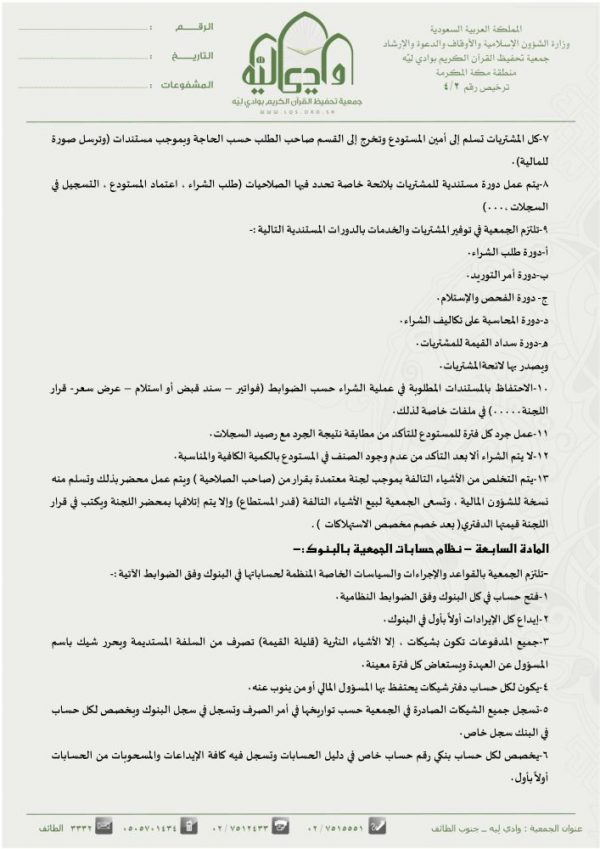 المملكة العربية السعودية
وزارة الشؤون الإسلامية والأوقاف والدعوة والإرشاد
جمعية تحفيظ القرآن الكريم بوادي ليّه
منطقة مكة المكرمة
ترخيص رقم ٤/٢
وادي ليّه
جمعية تحفيظ القرآن الكريم بوادي ليّه
WWW.LQS.ORG.SA
الرقـــم :
التاريـــخ :
المشفوعات :
٧-كل المشتريات تسلم إلى أمين المستودع وتخرج إلى القسم صاحب الطلب حسب الحاجة وبموجب مستندات (وترسل صورة
للمالية).
٨-يتم عمل دورة مستندية للمشتريات بلائحة خاصة تحدد فيها الصلاحيات (طلب الشراء ، اعتماد المستودع ، التسجيل في
السجلات ،٠٠٠)
٩-تلتزم الجمعية في توفير المشتريات والخدمات بالدورات المستندية التالية :-
أ-دورة طلب الشراء.
ب-دورة أمر التوريد.
ج- دورة الفحص والإستلام.
د-دورة المحاسبة على تكاليف الشراء.
هـ-دورة سداد القيمة للمشتريات.
ويصدر بها لائحة المشتريات.
١٠-الاحتفاظ بالمستندات المطلوبة في عملية الشراء حسب الضوابط (فواتير – سند قبض أو استلام – عرض سعر- قرار
اللجنة٠٠٠٠٠) في ملفات خاصة لذلك.
١١-عمل جرد كل فترة للمستودع للتأكد من مطابقة نتيجة الجرد مع رصيد السجلات.
١٢-لا يتم الشراء ألا بعد التأكد من عدم وجود الصنف في المستودع بالكمية الكافية والمناسبة.
١٣-يتم التخلص من الأشياء التالفة بموجب لجنة معتمدة بقرار من (صاحب الصلاحية ) ويتم عمل محضر بذلك وتسلم منه
نسخة للشؤون المالية ، وتسعى الجمعية لبيع الأشياء التالفة (قدر المستطاع) وإلا يتم إتلافها بمحضر اللجنة ويكتب في قرار
اللجنة قيمتها الدفتري( بعد خصم مخصص الاستهلاكات ) .
المادة السابعة – نظام حسابات الجمعية بالبنوك :-
-تلتزم الجمعية بالقواعد والإجراءات والسياسات الخاصة المنظمة لحساباتها في البنوك وفق الضوابط الآتية :-
١-فتح حساب في كل البنوك وفق الضوابط النظامية.
٢-إيداع كل الإيرادات أولاً بأول في البنوك.
٣-جميع المدفوعات تكون بشيكات ، إلا الأشياء النثرية (قليلة القيمة) تصرف من السلفة المستديمة ويحرر شيك باسم
المسؤول عن العهدة ويستعاض كل فترة معينة.
٤-يكون لكل حساب دفتر شيكات يحتفظ بها المسؤول المالي أو من ينوب عنه.
٥-تسجل جميع الشيكات الصادرة في الجمعية حسب تواريخها في أمر الصرف وتسجل في سجل البنوك ويخصص لكل حساب
في البنك سجل خاص.
٦-يخصص لكل حساب بنكي رقم حساب خاص في دليل الحسابات وتسجل فيه كافة الإيداعات والمسحوبات من الحسابات
أولاً بأول.
عنوان الجمعية : وادي ليه ــ جنوب الطائف
٠٢ / ٧٥١٥٥٥١
٠٢ / ٧٥١٢٤٣٣
٠٥٠٥٧٠١٤٣٤
٣٣٣٢ الطائف